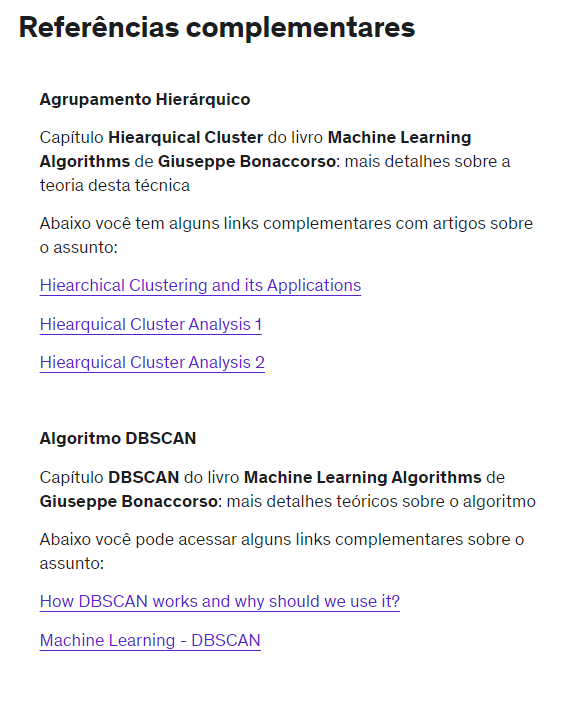 Referências complementares
Agrupamento Hierárquico
Capítulo Hiearquical Cluster do livro Machine Learning
Algorithms de Giuseppe Bonaccorso: mais detalhes sobre a
teoria desta técnica
Abaixo você tem alguns links complementares com artigos sobre
o assunto:
Hiearchical Clustering and its Applications
Hiearquical Cluster Analysis 1
Hiearquical Cluster Analysis 2
Algoritmo DBSCAN
Capítulo DBSCAN do livro Machine Learning Algorithms de
Giuseppe Bonaccorso: mais detalhes teóricos sobre o algoritmo
Abaixo você pode acessar alguns links complementares sobre o
assunto:
How DBSCAN works and why should we use it?
Machine Learning - DBSCAN